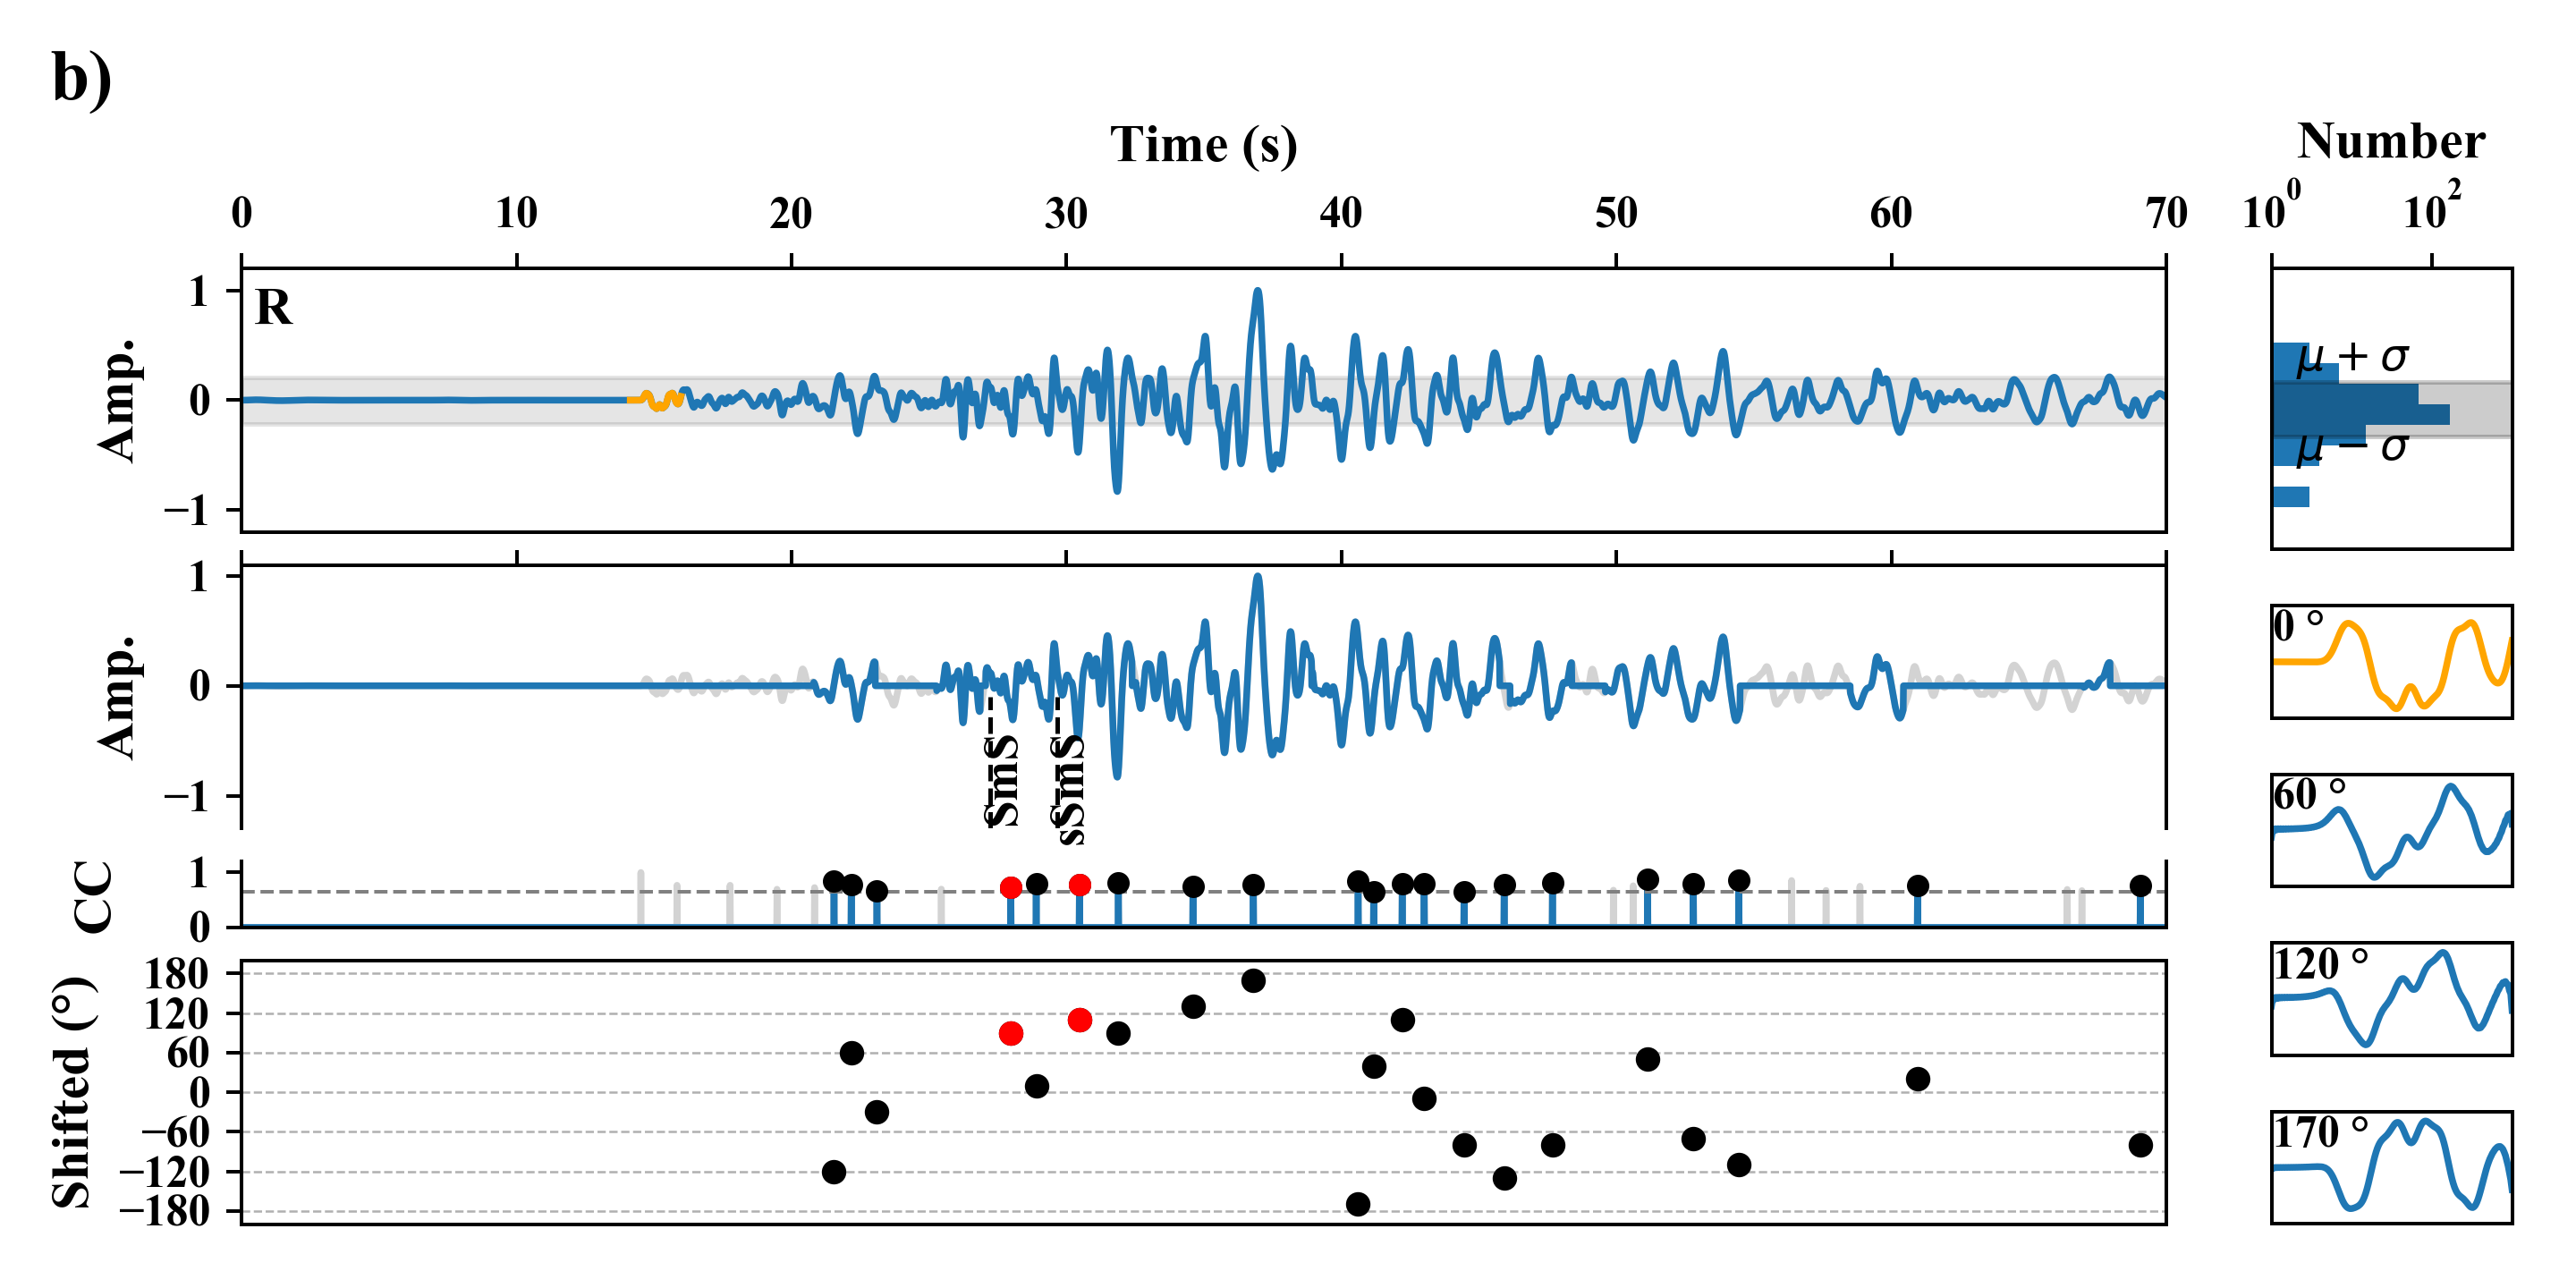 b)
Time (s)
Number
0 10 20 30 40 50 60 70
10^0 10^2
Amp.
1
0
−1
R
μ + σ
μ − σ
Amp.
1
0
−1
SmS
sSmS
0 °
60 °
CC
1
0
120 °
Shifted (°)
180
120
60
0
−60
−120
−180
170 °